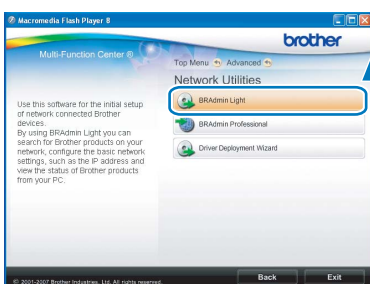 Macromedia Flash Player 8
brother
Multi-Function Center ®
Top Menu Advanced
Network Utilities
BRAdmin Light
BRAdmin Professional
Driver Deployment Wizard
Use this software for the initial setup
of network connected Brother
devices.
By using BRAdmin Light you can
search for Brother products on your
network, configure the basic network
settings, such as the IP address and
view the status of Brother products
from your PC.
© 2001-2007 Brother Industries, Ltd. All rights reserved.
Back Exit